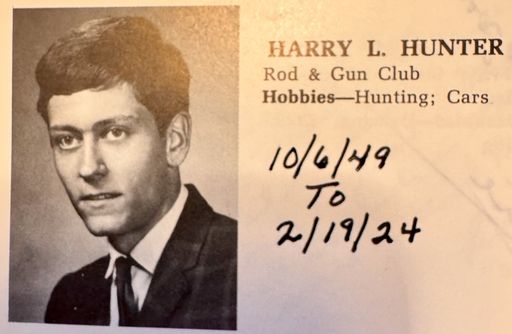 HARRY L. HUNTER
Rod & Gun Club
Hobbies—Hunting; Cars
10/6/49
To
2/19/24